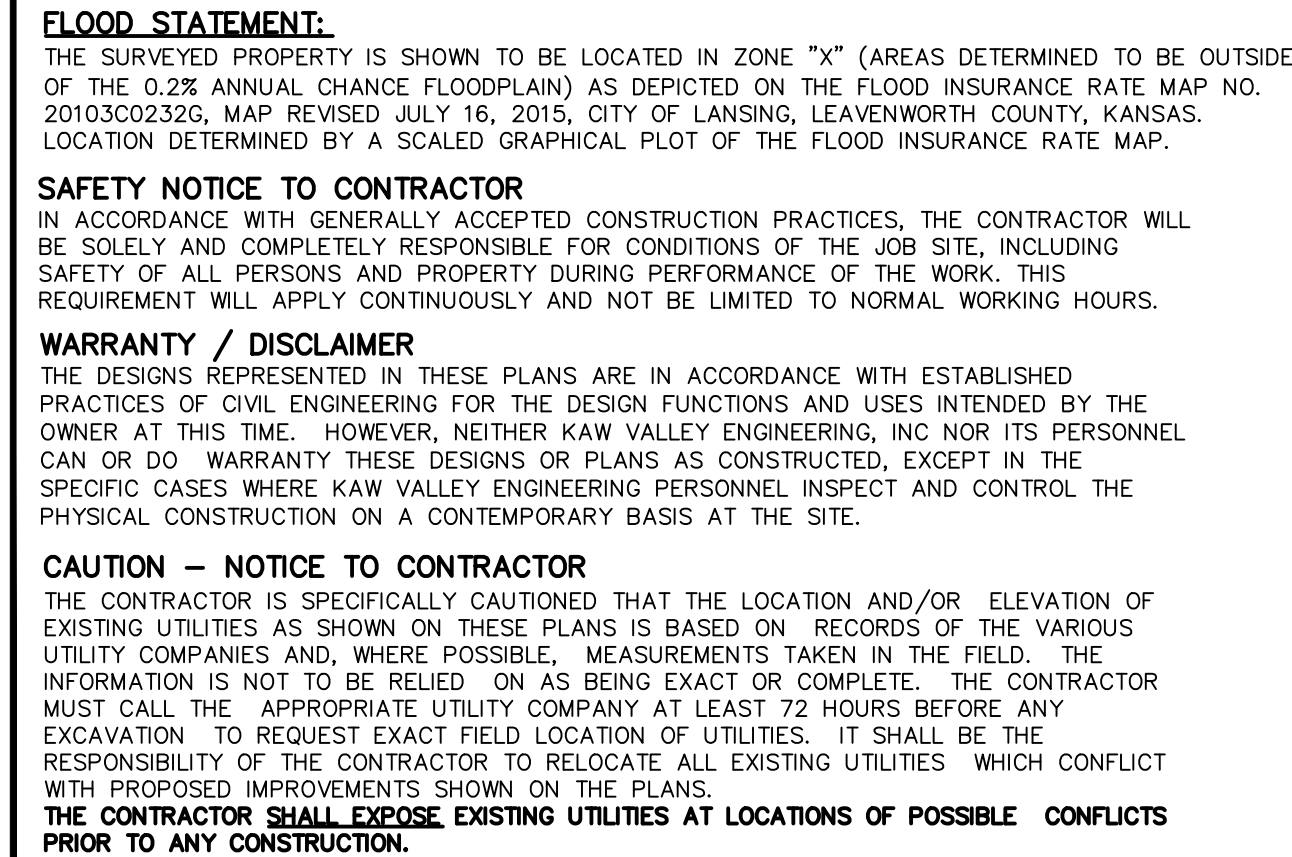 FLOOD STATEMENT:
THE SURVEYED PROPERTY IS SHOWN TO BE LOCATED IN ZONE "X" (AREAS DETERMINED TO BE OUTSIDE
OF THE 0.2% ANNUAL CHANCE FLOODPLAIN) AS DEPICTED ON THE FLOOD INSURANCE RATE MAP NO.
20103C0232G, MAP REVISED JULY 16, 2015, CITY OF LANSING, LEAVENWORTH COUNTY, KANSAS.
LOCATION DETERMINED BY A SCALED GRAPHICAL PLOT OF THE FLOOD INSURANCE RATE MAP.
SAFETY NOTICE TO CONTRACTOR
IN ACCORDANCE WITH GENERALLY ACCEPTED CONSTRUCTION PRACTICES, THE CONTRACTOR WILL
BE SOLELY AND COMPLETELY RESPONSIBLE FOR CONDITIONS OF THE JOB SITE, INCLUDING
SAFETY OF ALL PERSONS AND PROPERTY DURING PERFORMANCE OF THE WORK. THIS
REQUIREMENT WILL APPLY CONTINUOUSLY AND NOT BE LIMITED TO NORMAL WORKING HOURS.
WARRANTY / DISCLAIMER
THE DESIGNS REPRESENTED IN THESE PLANS ARE IN ACCORDANCE WITH ESTABLISHED
PRACTICES OF CIVIL ENGINEERING FOR THE DESIGN FUNCTIONS AND USES INTENDED BY THE
OWNER AT THIS TIME. HOWEVER, NEITHER KAW VALLEY ENGINEERING, INC NOR ITS PERSONNEL
CAN OR DO WARRANTY THESE DESIGNS OR PLANS AS CONSTRUCTED, EXCEPT IN THE
SPECIFIC CASES WHERE KAW VALLEY ENGINEERING PERSONNEL INSPECT AND CONTROL THE
PHYSICAL CONSTRUCTION ON A CONTEMPORARY BASIS AT THE SITE.
CAUTION – NOTICE TO CONTRACTOR
THE CONTRACTOR IS SPECIFICALLY CAUTIONED THAT THE LOCATION AND/OR ELEVATION OF
EXISTING UTILITIES AS SHOWN ON THESE PLANS IS BASED ON RECORDS OF THE VARIOUS
UTILITY COMPANIES AND, WHERE POSSIBLE, MEASUREMENTS TAKEN IN THE FIELD. THE
INFORMATION IS NOT TO BE RELIED ON AS BEING EXACT OR COMPLETE. THE CONTRACTOR
MUST CALL THE APPROPRIATE UTILITY COMPANY AT LEAST 72 HOURS BEFORE ANY
EXCAVATION TO REQUEST EXACT FIELD LOCATION OF UTILITIES. IT SHALL BE THE
RESPONSIBILITY OF THE CONTRACTOR TO RELOCATE ALL EXISTING UTILITIES WHICH CONFLICT
WITH PROPOSED IMPROVEMENTS SHOWN ON THE PLANS.
THE CONTRACTOR SHALL EXPOSE EXISTING UTILITIES AT LOCATIONS OF POSSIBLE CONFLICTS
PRIOR TO ANY CONSTRUCTION.